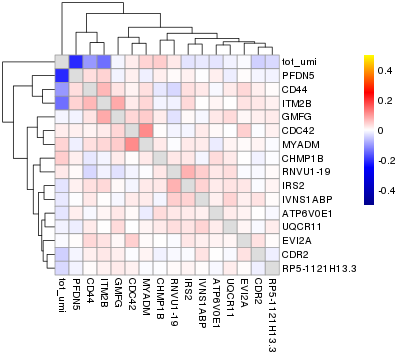 tot_umi
PFDN5
CD44
ITM2B
GMFG
CDC42
MYADM
CHMP1B
RNVU1-19
IRS2
IVNS1ABP
ATP6V0E1
UQCR11
EVI2A
CDR2
RP5-1121H13.3
0.4
0.2
0
-0.2
-0.4
tot_umi
PFDN5
CD44
ITM2B
GMFG
CDC42
MYADM
CHMP1B
RNVU1-19
IRS2
IVNS1ABP
ATP6V0E1
UQCR11
EVI2A
CDR2
RP5-1121H13.3